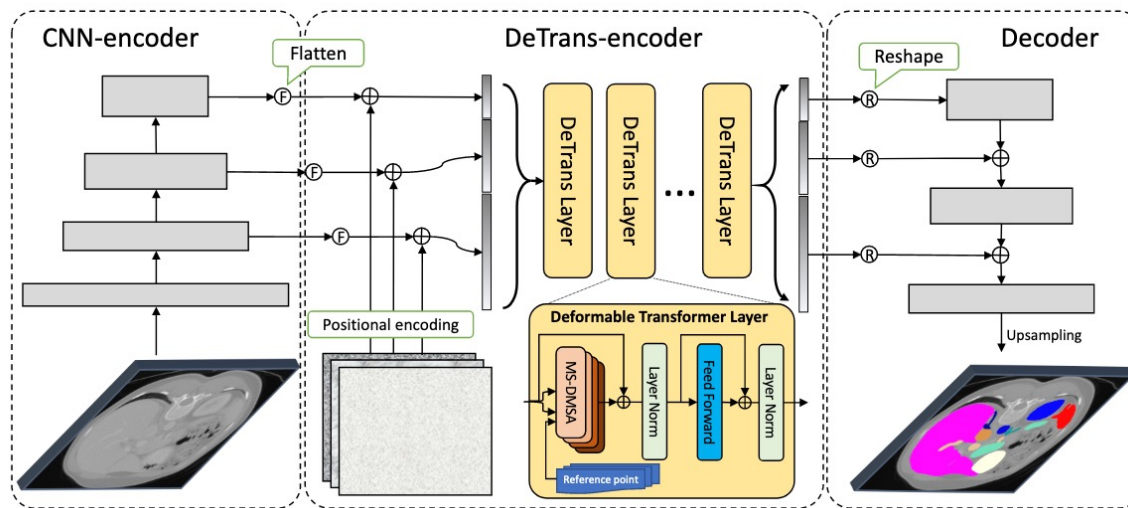 CNN-encoder
DeTrans-encoder
Decoder
Flatten
Reshape
F
F
F
R
R
R
DeTrans Layer
DeTrans Layer
...
DeTrans Layer
Positional encoding
Upsampling
Deformable Transformer Layer
MS-DMSA
Layer Norm
Feed Forward
Layer Norm
Reference point